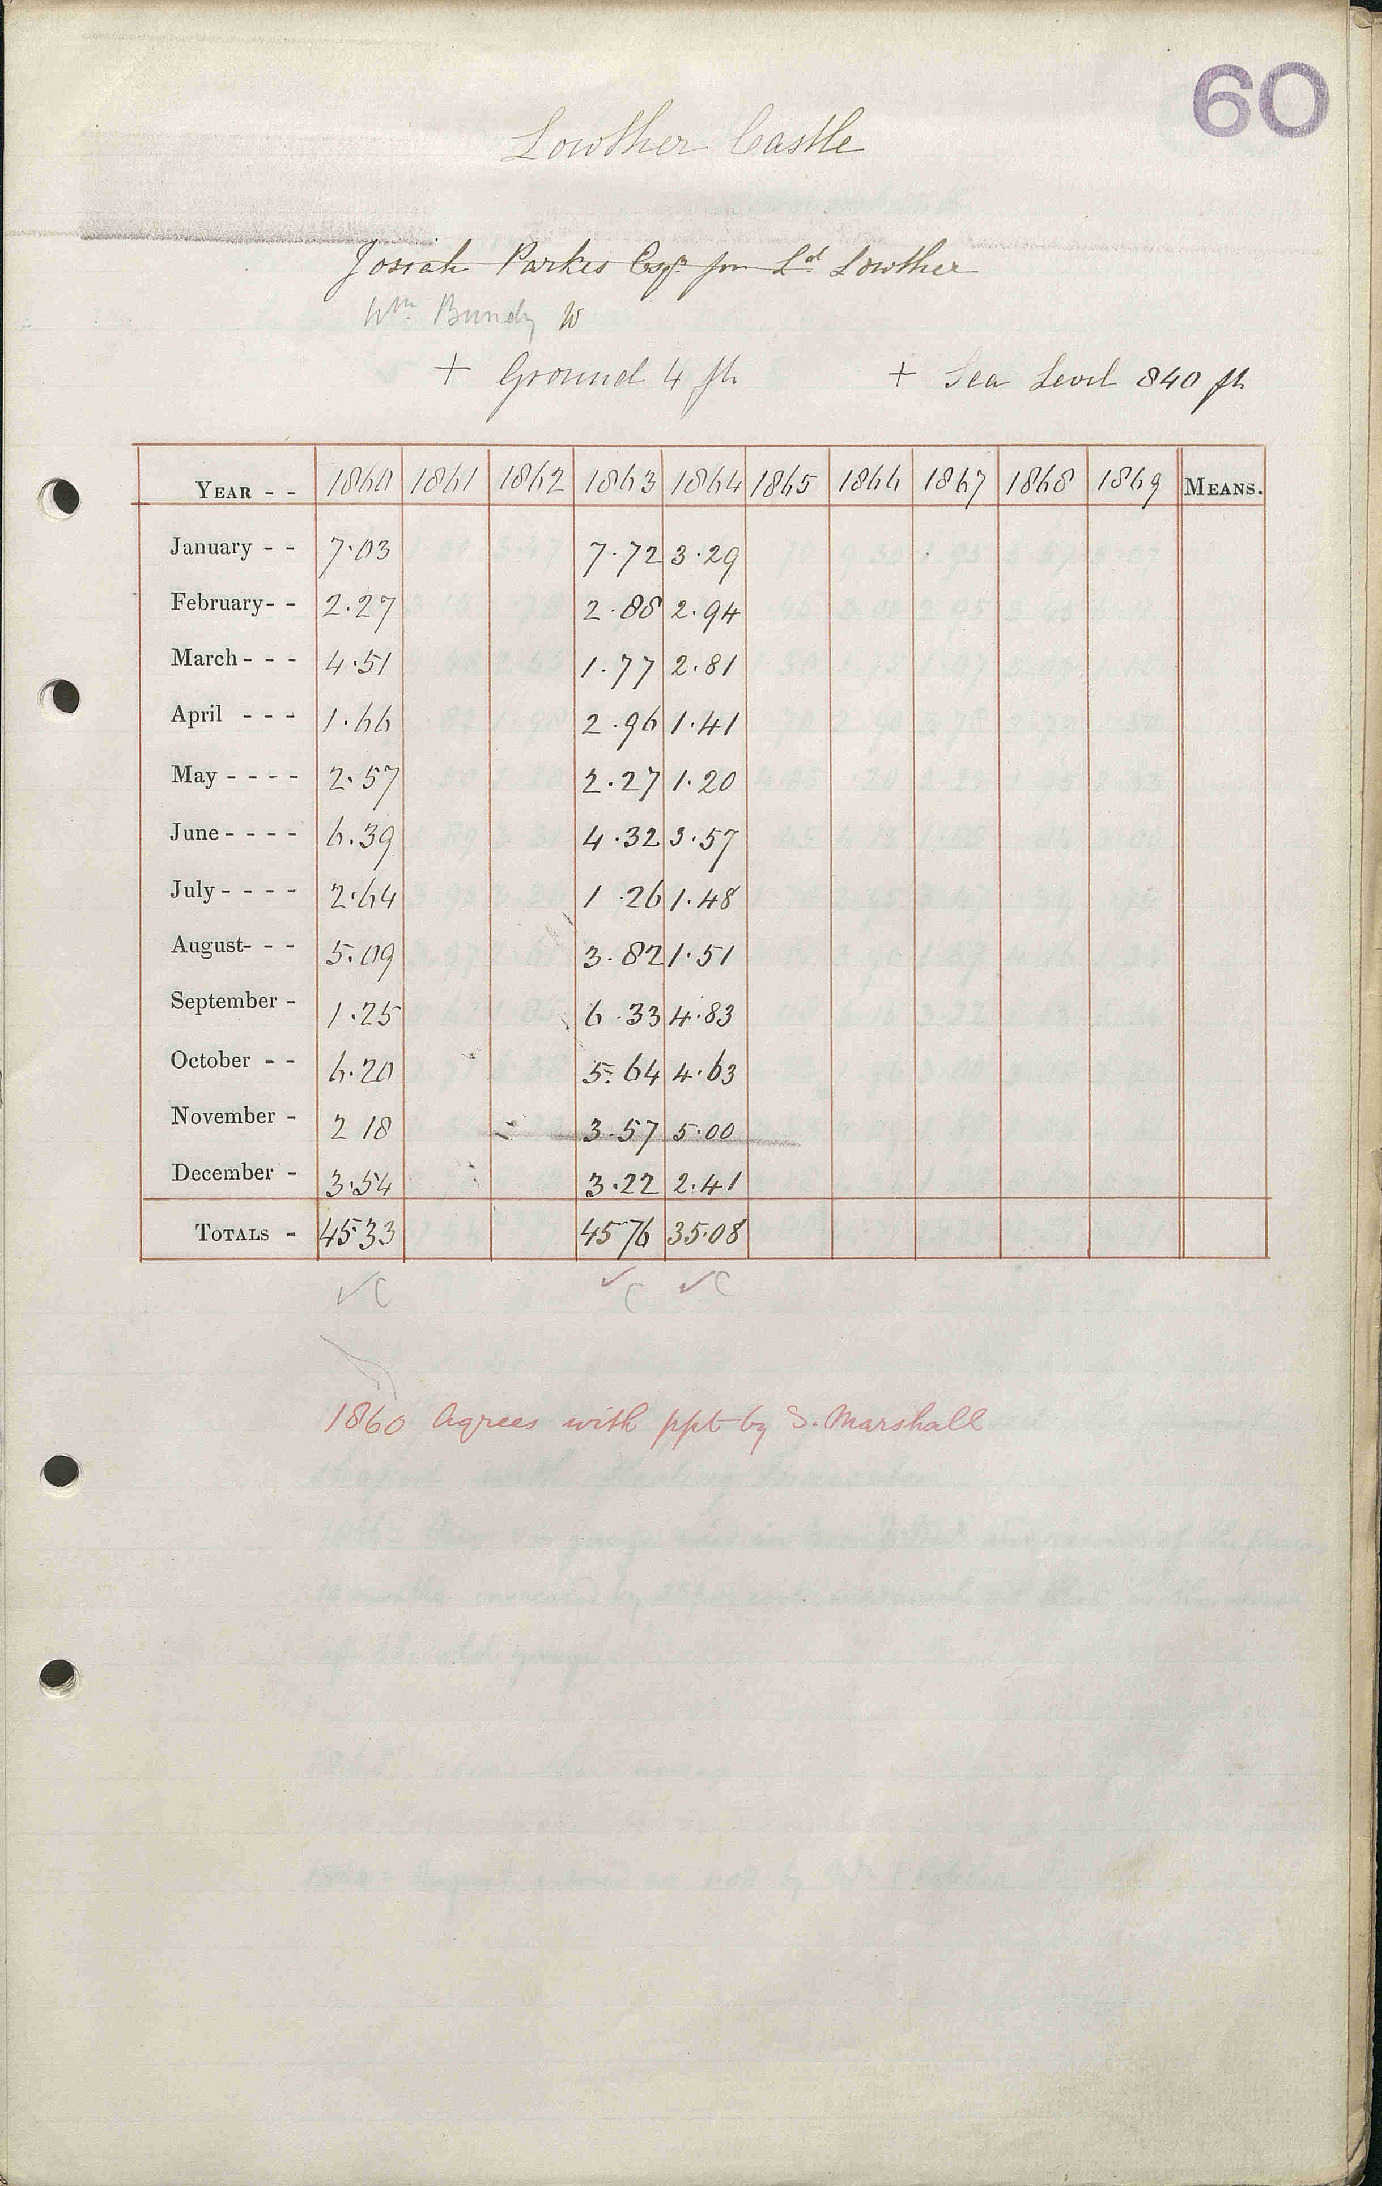 60
Lowther Castle
Josiah Parkes Esqr for Ld Lowther
Wm Bundy W
+ Ground 4 ft + Sea Level 840 ft
YEAR - - 1860 1861 1862 1863 1864 1865 1866 1867 1868 1869 MEANS.
January - - 7.03 7.72 3.29
February - - 2.27 2.88 2.94
March - - - 4.51 1.77 2.81
April - - - 1.66 2.96 1.41
May - - - - 2.57 2.27 1.20
June - - - - 6.39 4.32 3.57
July - - - - 2.64 1.26 1.48
August - - - 5.09 3.82 1.51
September - 1.25 6.33 4.83
October - - 6.20 5.64 4.63
November - 2 18 3.57 5.00
December - 3.54 3.22 2.41
TOTALS - 45.33 45 76 35.08
✓C ✓C ✓C
1860 Agrees with ppt by S. Marshall